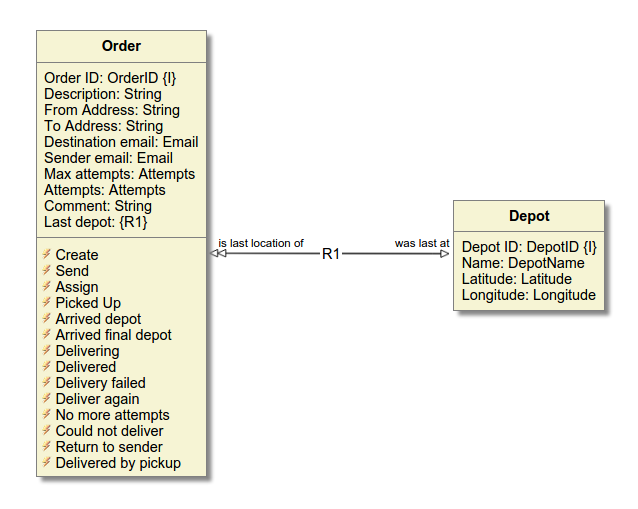 Order
Order ID: OrderID {I}
Description: String
From Address: String
To Address: String
Destination email: Email
Sender email: Email
Max attempts: Attempts
Attempts: Attempts
Comment: String
Last depot: {R1}
Create
Send
Assign
Picked Up
Arrived depot
Arrived final depot
Delivering
Delivered
Delivery failed
Deliver again
No more attempts
Could not deliver
Return to sender
Delivered by pickup
is last location of
R1
was last at
Depot
Depot ID: DepotID {I}
Name: DepotName
Latitude: Latitude
Longitude: Longitude